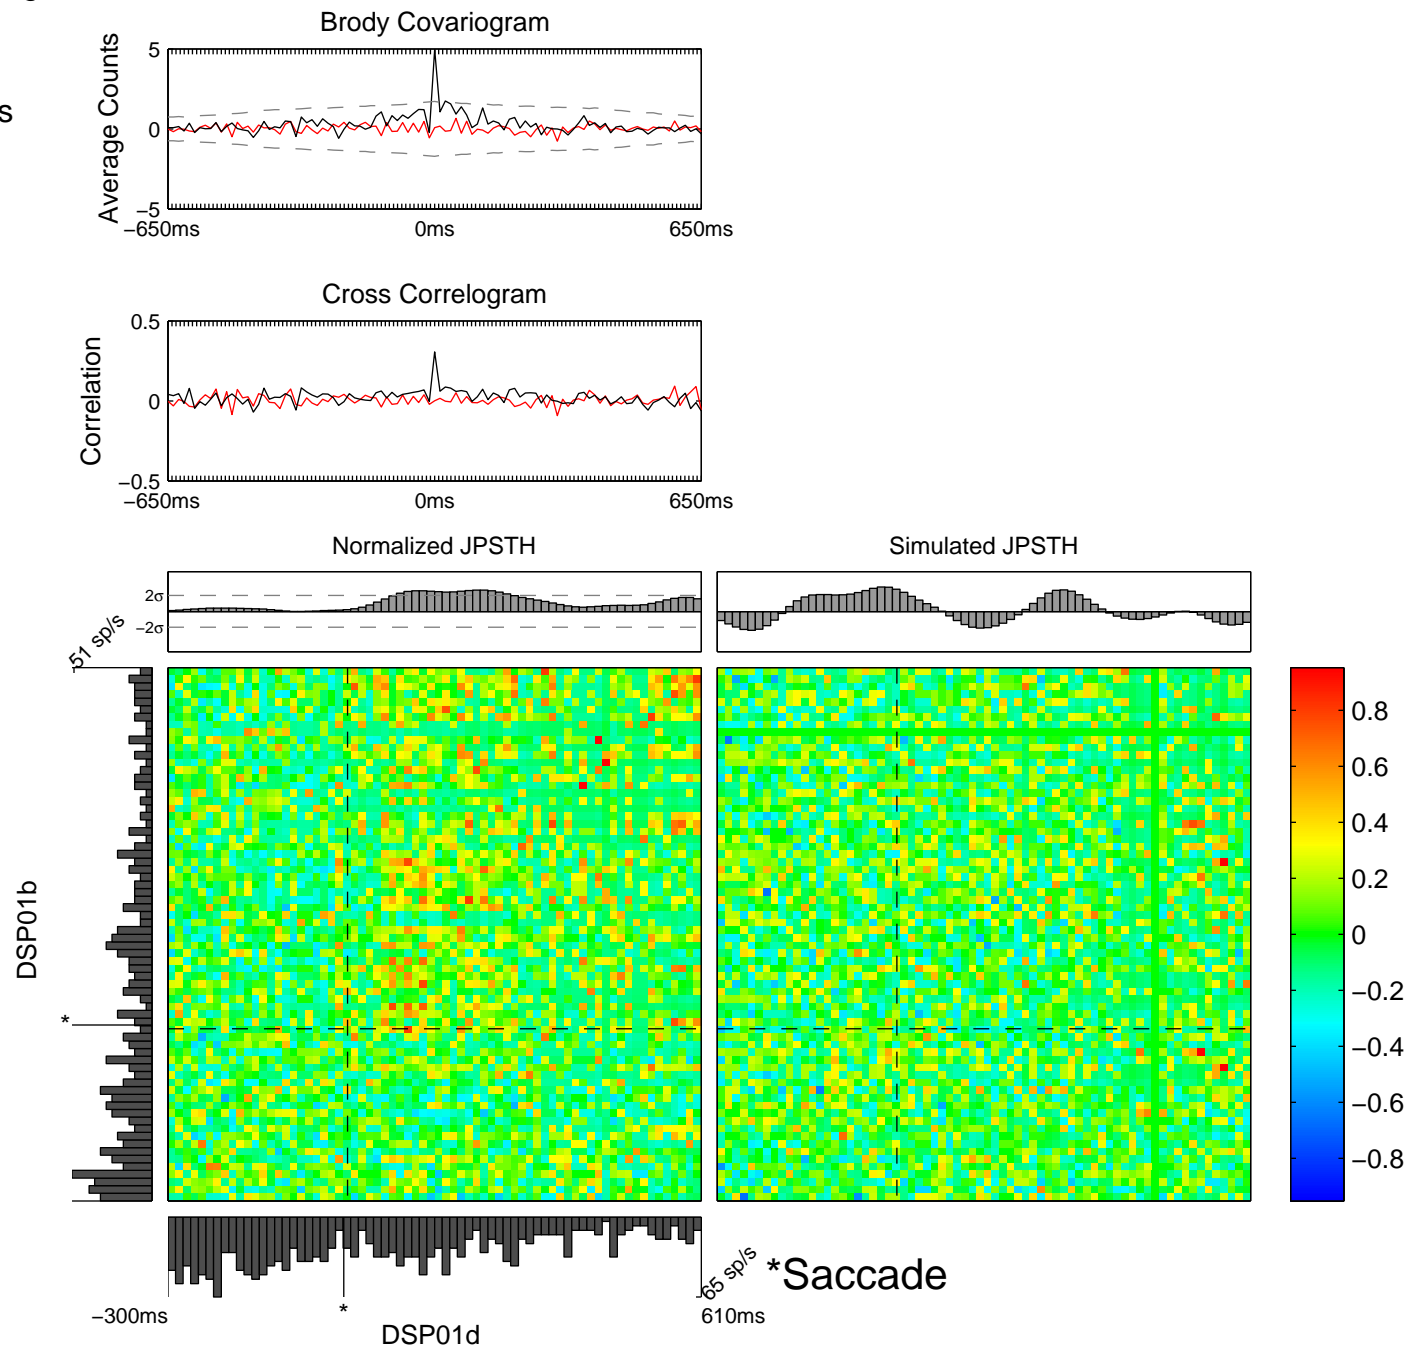 Brody Covariogram
s
Average Counts
5
0
−5
−650ms
0ms
650ms
Cross Correlogram
Correlation
0.5
0
−0.5
−650ms
0ms
650ms
Normalized JPSTH
Simulated JPSTH
2σ
−2σ
51 sp/s
DSP01b
*
0.8
0.6
0.4
0.2
0
−0.2
−0.4
−0.6
−0.8
65 sp/s
*Saccade
−300ms
*
610ms
DSP01d